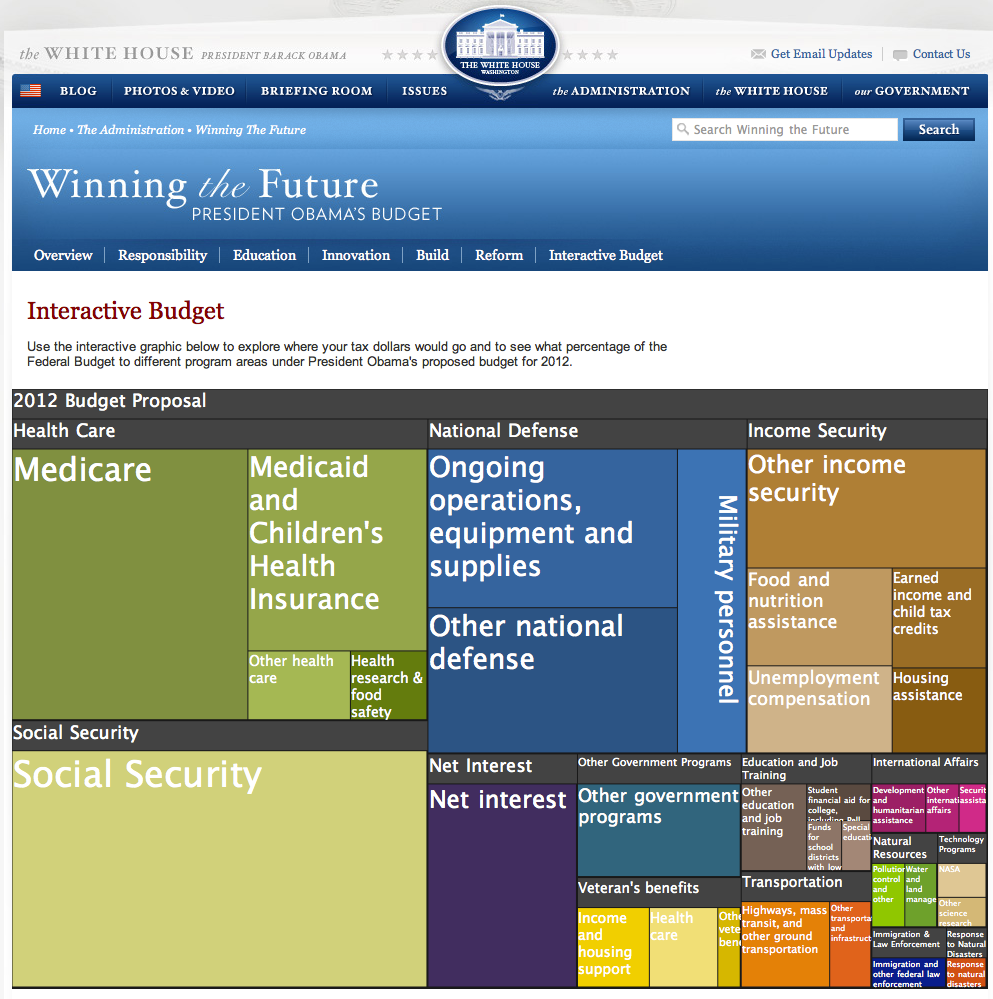 the WHITE HOUSE PRESIDENT BARACK OBAMA
THE WHITE HOUSE
WASHINGTON
Get Email Updates
Contact Us
BLOG
PHOTOS & VIDEO
BRIEFING ROOM
ISSUES
the ADMINISTRATION
the WHITE HOUSE
our GOVERNMENT
Home • The Administration • Winning The Future
Search Winning the Future
Search
Winning the Future
PRESIDENT OBAMA'S BUDGET
Overview
Responsibility
Education
Innovation
Build
Reform
Interactive Budget
Interactive Budget
Use the interactive graphic below to explore where your tax dollars would go and to see what percentage of the
Federal Budget to different program areas under President Obama's proposed budget for 2012.
2012 Budget Proposal
Health Care
Medicare
Medicaid
and
Children's
Health
Insurance
Other health
care
Health
research &
food
safety
Social Security
Social Security
National Defense
Ongoing
operations,
equipment and
supplies
Other national
defense
Military personnel
Income Security
Other income
security
Food and
nutrition
assistance
Earned
income and
child tax
credits
Unemployment
compensation
Housing
assistance
Net Interest
Net interest
Other Government Programs
Other government
programs
Veteran's benefits
Income
and
housing
support
Health
care
Othe
vete
bene
Education and Job
Training
Other
education
and job
training
Student
financial aid for
college,
including Pell
Funds
for
school
districts
with low
Special
educati
Transportation
Highways, mass
transit, and
other ground
transportation
Other
transporta
and
infrastruct
International Affairs
Development
and
humanitarian
assistance
Other
internati
affairs
Securit
assista
Natural
Resources
Pollution
control
and
other
Water
and
land
manage
Technology
Programs
NASA
Other
science
research
Immigration &
Law Enforcement
Immigration and
other federal law
enforcement
Response
to Natural
Disasters
Response
to natural
disasters